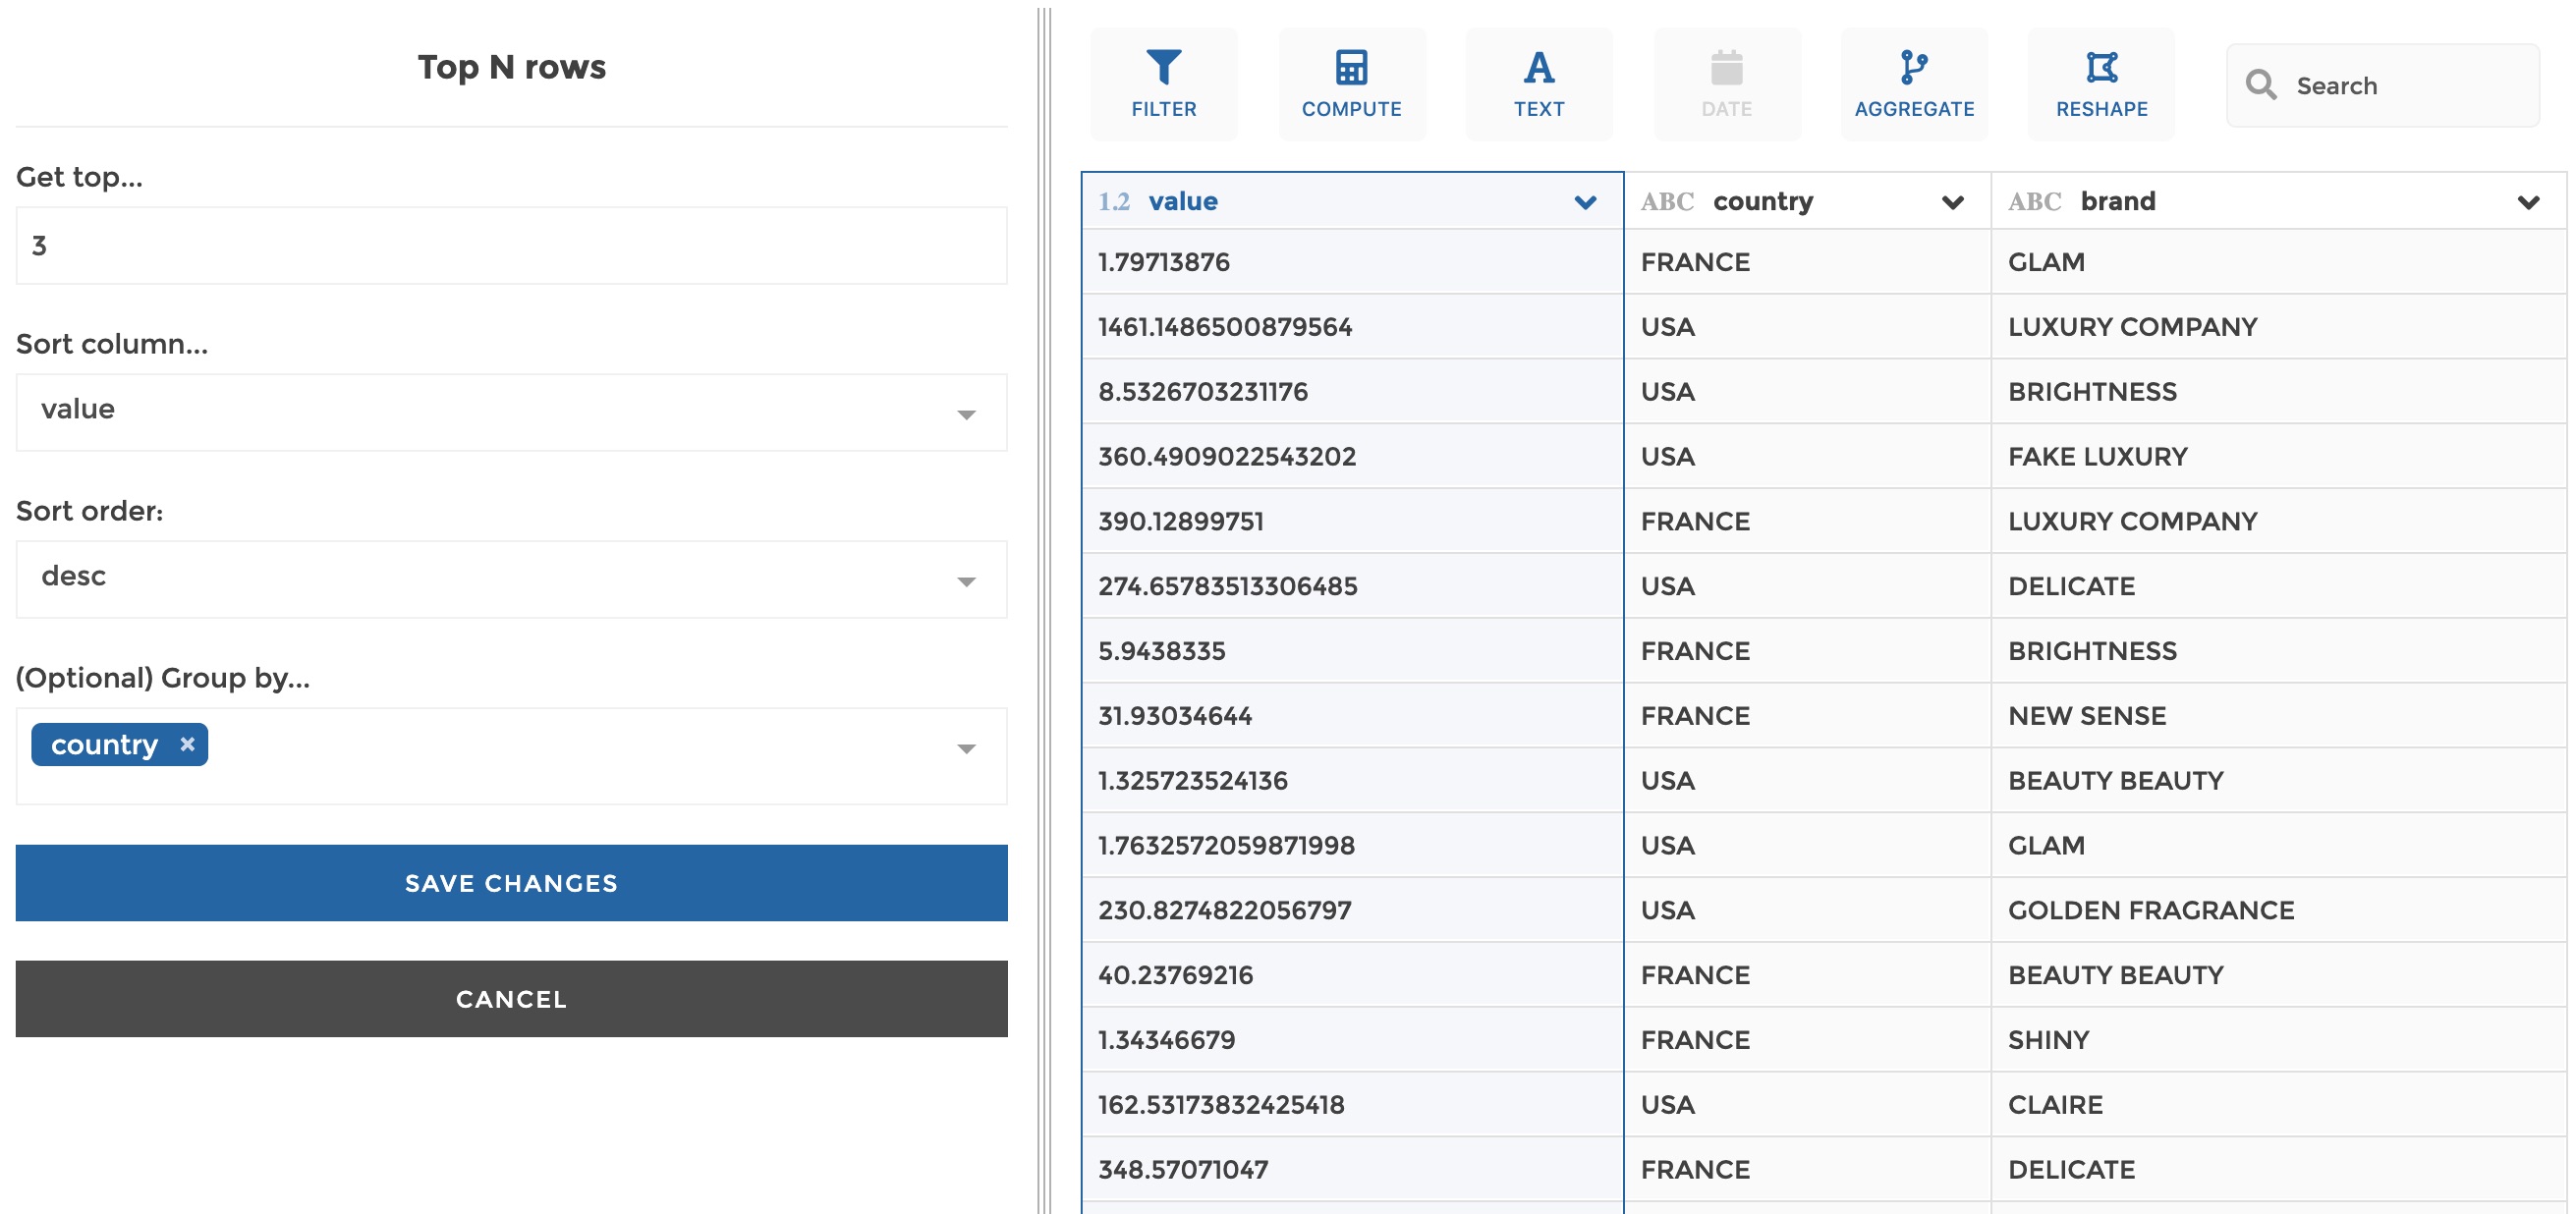 Top N rows
Get top...
3
Sort column...
value
Sort order:
desc
(Optional) Group by...
country ×
SAVE CHANGES
CANCEL
FILTER COMPUTE TEXT DATE AGGREGATE RESHAPE Search
1.2 value ABC country ABC brand
1.79713876 FRANCE GLAM
1461.1486500879564 USA LUXURY COMPANY
8.5326703231176 USA BRIGHTNESS
360.4909022543202 USA FAKE LUXURY
390.12899751 FRANCE LUXURY COMPANY
274.65783513306485 USA DELICATE
5.9438335 FRANCE BRIGHTNESS
31.93034644 FRANCE NEW SENSE
1.325723524136 USA BEAUTY BEAUTY
1.7632572059871998 USA GLAM
230.8274822056797 USA GOLDEN FRAGRANCE
40.23769216 FRANCE BEAUTY BEAUTY
1.34346679 FRANCE SHINY
162.53173832425418 USA CLAIRE
348.57071047 FRANCE DELICATE